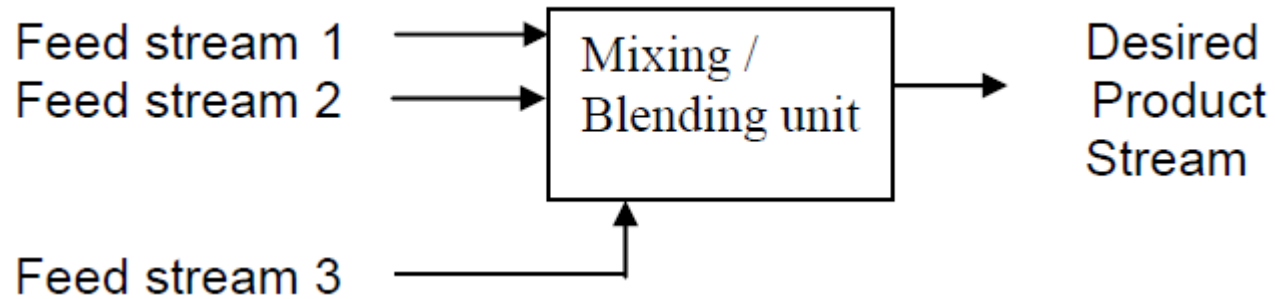 Feed stream 1
Feed stream 2
Feed stream 3
Mixing /
Blending unit
Desired
Product
Stream